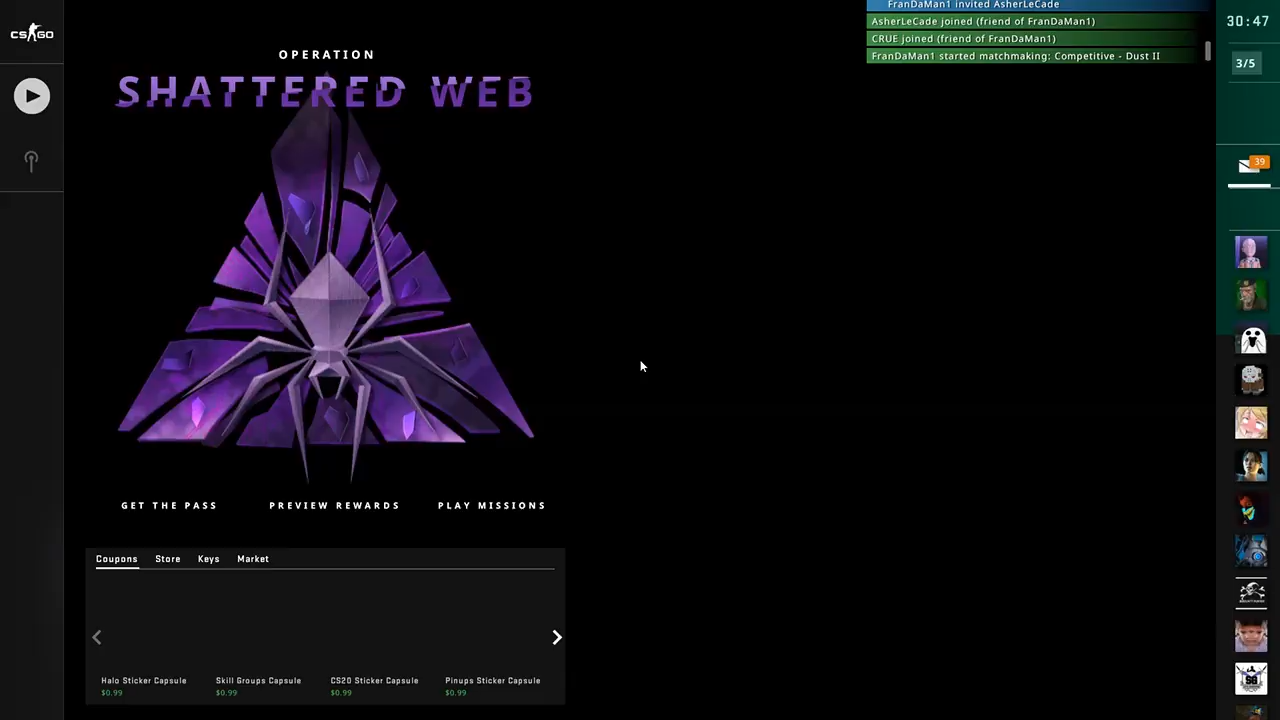 FranDaMan1 invited AsherLeCade
CS GO
30:47
AsherLeCade joined (friend of FranDaMan1)
CRUE joined (friend of FranDaMan1)
OPERATION
FranDaMan1 started matchmaking: Competitive - Dust II
3/5
SHATTERED WEB
39
GET THE PASS PREVIEW REWARDS PLAY MISSIONS
Coupons Store Keys Market
Halo Sticker Capsule Skill Groups Capsule CS20 Sticker Capsule Pinups Sticker Capsule
$0.99 $0.99 $0.99 $0.99